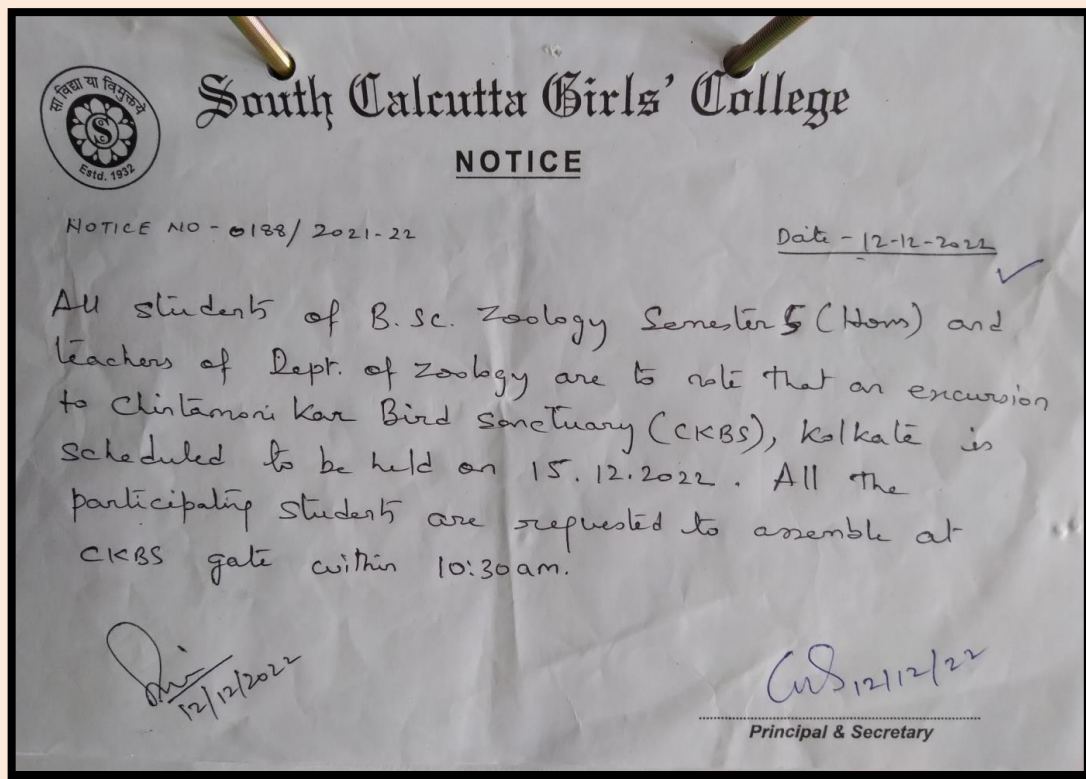 सा विद्या या विमुक्तये
S
Estd. 1932
South Calcutta Girls' College
NOTICE
NOTICE NO - 0188/2021-22
Date - 12-12-2022
All students of B.Sc. Zoology Semester 5 (Hons) and
teachers of Dept. of Zoology are to note that an excursion
to Chintamoni Kar Bird Sanctuary (CKBS), Kolkata is
scheduled to be held on 15.12.2022. All the
participating students are requested to assemble at
CKBS gate within 10:30am.
12/12/2022
12/12/22
Principal & Secretary